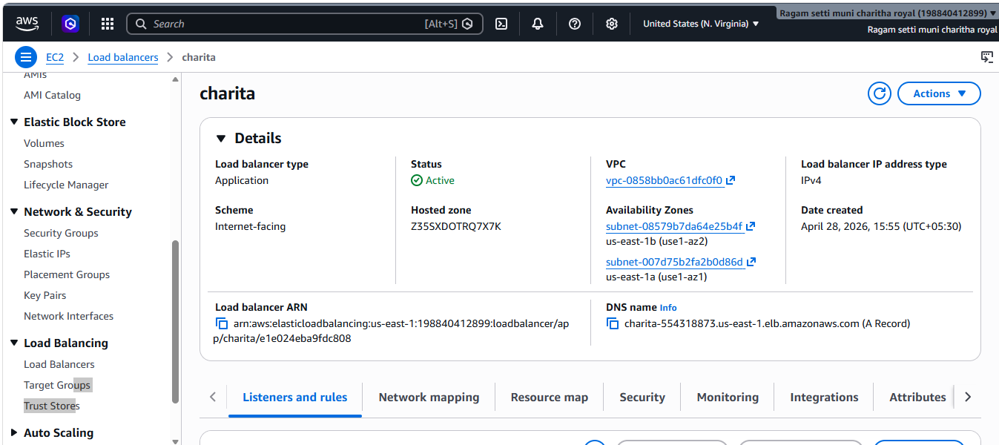 aws
Search [Alt+S]
United States (N. Virginia)
Ragam setti muni charitha royal (198840412899)
Ragam setti muni charitha royal
EC2 > Load balancers > charita
AMIs
AMI Catalog
Elastic Block Store
Volumes
Snapshots
Lifecycle Manager
Network & Security
Security Groups
Elastic IPs
Placement Groups
Key Pairs
Network Interfaces
Load Balancing
Load Balancers
Target Groups
Trust Stores
Auto Scaling
charita
Actions
Details
Load balancer type
Application
Status
Active
VPC
vpc-0858bb0ac61dfc0f0
Load balancer IP address type
IPv4
Scheme
Internet-facing
Hosted zone
Z35SXDOTRQ7X7K
Availability Zones
subnet-08579b7da64e25b4f
us-east-1b (use1-az2)
subnet-007d75b2fa2b0d86d
us-east-1a (use1-az1)
Date created
April 28, 2026, 15:55 (UTC+05:30)
Load balancer ARN
arn:aws:elasticloadbalancing:us-east-1:198840412899:loadbalancer/ap
p/charita/e1e024eba9fdc808
DNS name Info
charita-554318873.us-east-1.elb.amazonaws.com (A Record)
Listeners and rules
Network mapping
Resource map
Security
Monitoring
Integrations
Attributes